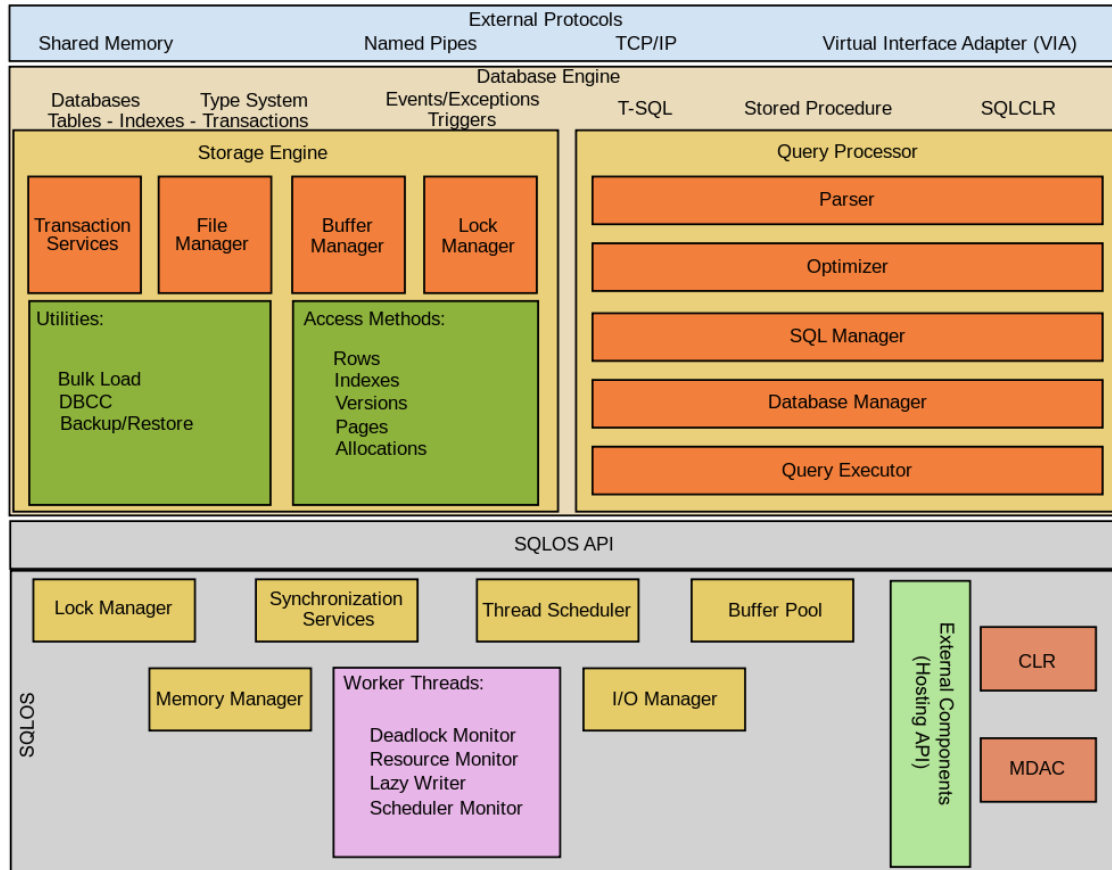 External Protocols
Shared Memory
Named Pipes
TCP/IP
Virtual Interface Adapter (VIA)
Database Engine
Databases
Type System
Tables - Indexes - Transactions
Events/Exceptions
Triggers
T-SQL
Stored Procedure
SQLCLR
Storage Engine
Transaction
Services
File
Manager
Buffer
Manager
Lock
Manager
Utilities:
Bulk Load
DBCC
Backup/Restore
Access Methods:
Rows
Indexes
Versions
Pages
Allocations
Query Processor
Parser
Optimizer
SQL Manager
Database Manager
Query Executor
SQLOS API
SQLOS
Lock Manager
Synchronization
Services
Thread Scheduler
Buffer Pool
Memory Manager
Worker Threads:
Deadlock Monitor
Resource Monitor
Lazy Writer
Scheduler Monitor
I/O Manager
External Components
(Hosting API)
CLR
MDAC